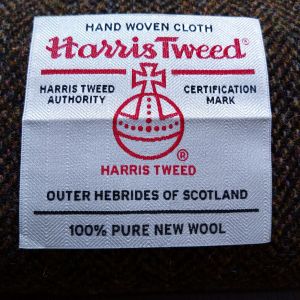 HAND WOVEN CLOTH
Harris Tweed®
HARRIS TWEED CERTIFICATION
AUTHORITY MARK
®
HARRIS TWEED
OUTER HEBRIDES OF SCOTLAND
100% PURE NEW WOOL